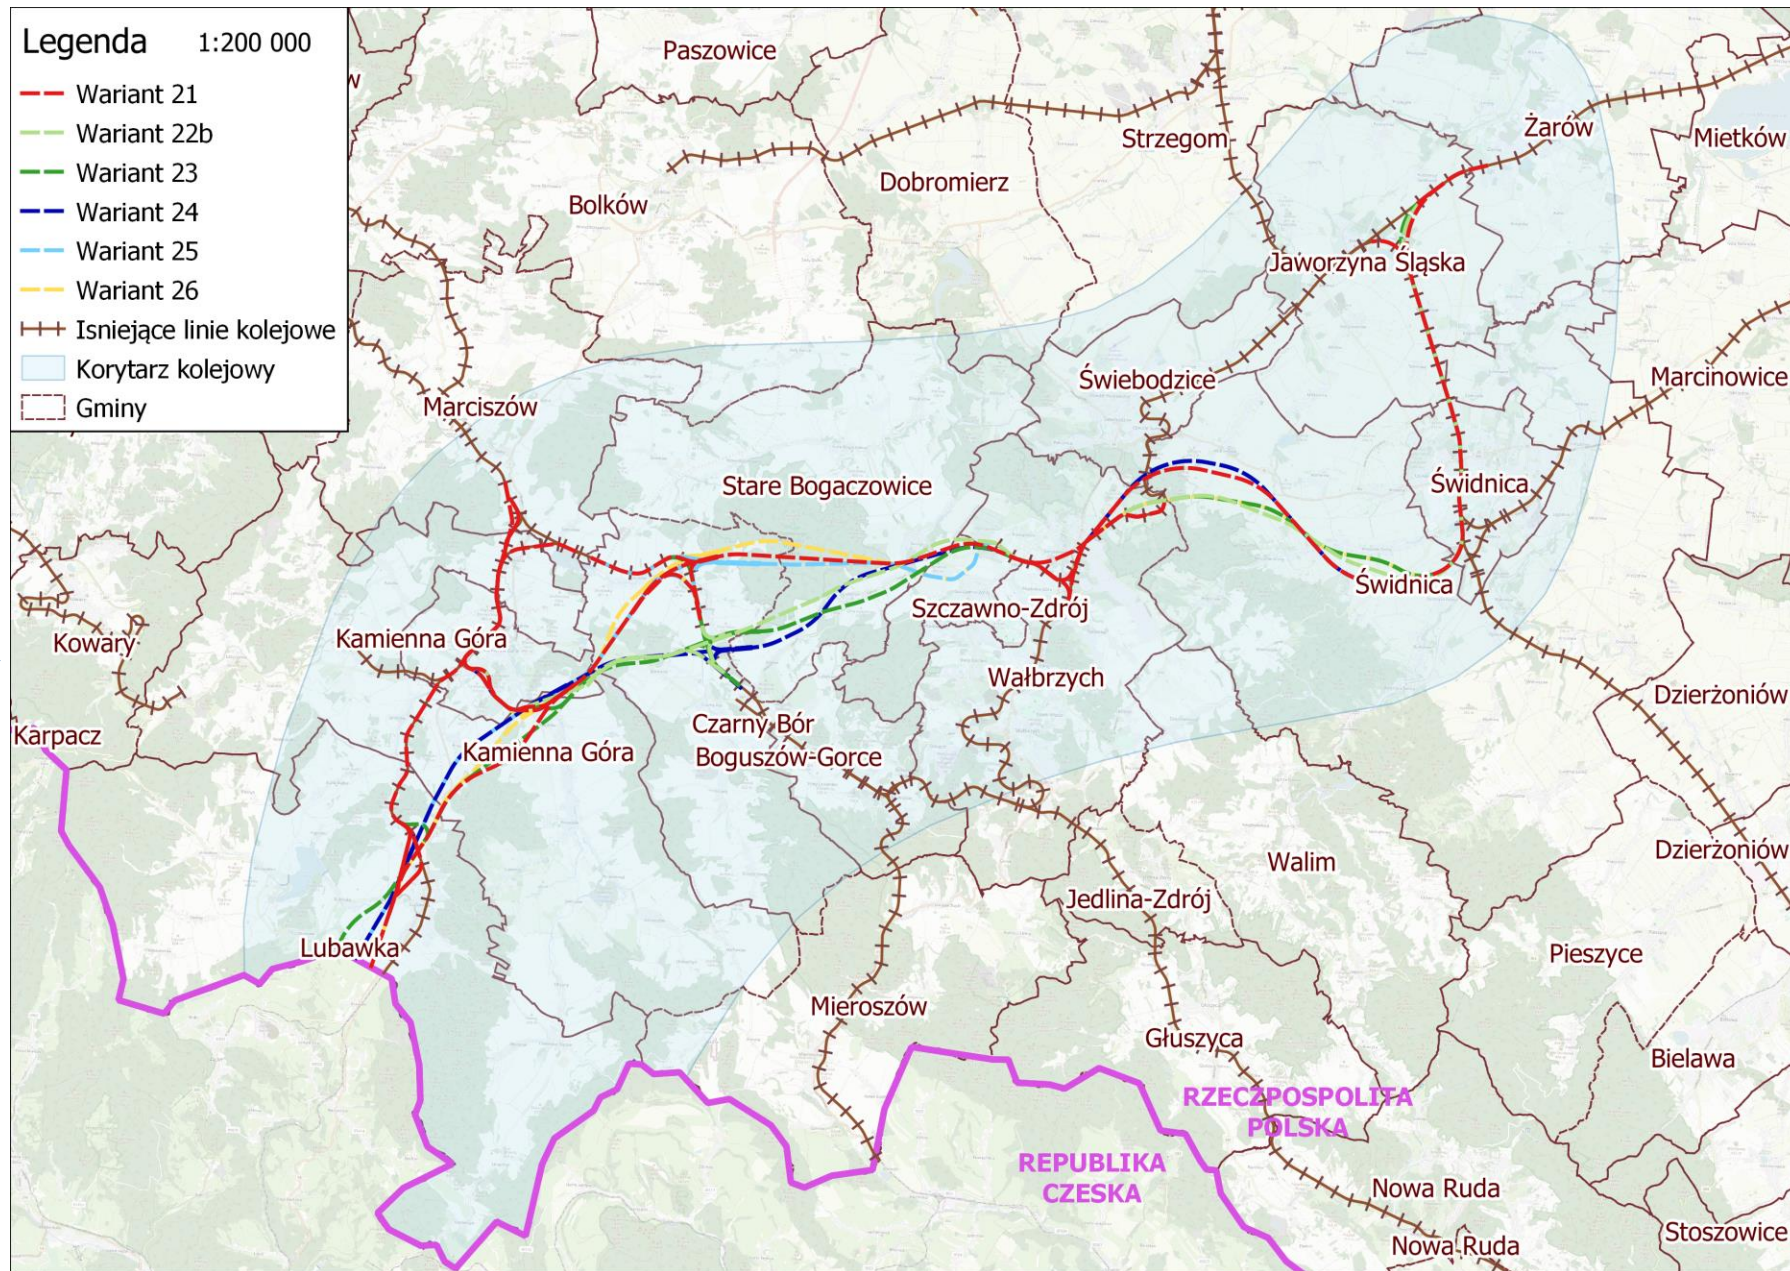 Legenda 1:200 000
Wariant 21
Wariant 22b
Wariant 23
Wariant 24
Wariant 25
Wariant 26
Isniejące linie kolejowe
Korytarz kolejowy
Gminy
Paszowice
Strzegom
Żarów
Mietków
Dobromierz
Bolków
Jaworzyna Śląska
Świebodzice
Marcinowice
Marciszów
Stare Bogaczowice
Świdnica
Świdnica
Szczawno-Zdrój
Kamienna Góra
Kowary
Wałbrzych
Dzierżoniów
Karpacz
Czarny Bór
Kamienna Góra
Boguszów-Gorce
Dzierżoniów
Walim
Jedlina-Zdrój
Lubawka
Pieszyce
Mieroszów
Głuszyca
Bielawa
RZECZPOSPOLITA
POLSKA
REPUBLIKA
CZESKA
Nowa Ruda
Stoszowice
Nowa Ruda